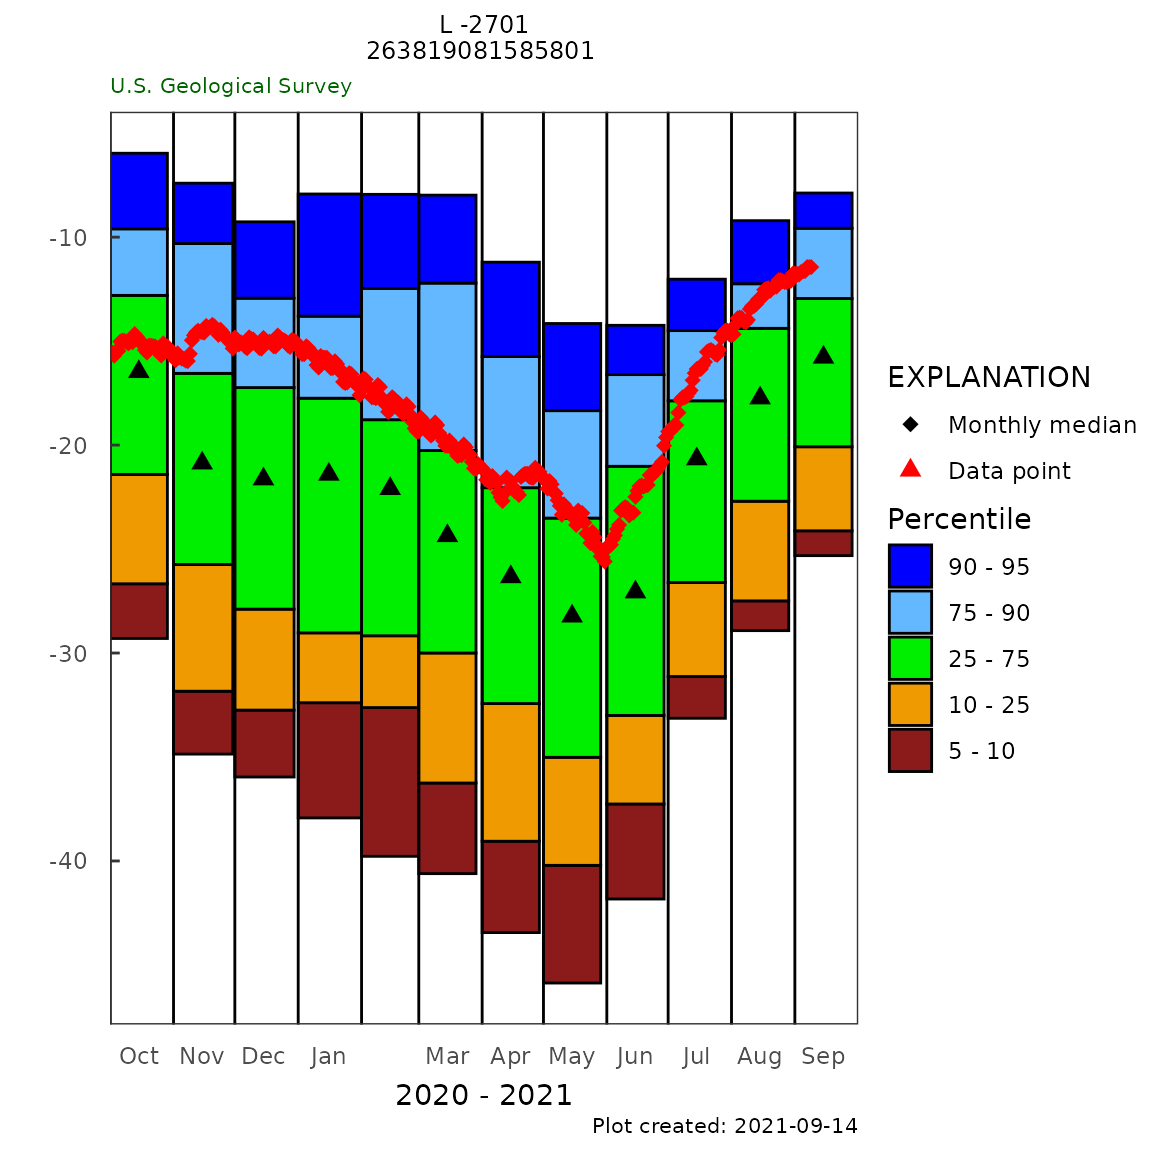 L -2701
263819081585801
U.S. Geological Survey
-10
-20
-30
-40
Oct Nov Dec Jan Mar Apr May Jun Jul Aug Sep
2020 - 2021
Plot created: 2021-09-14
EXPLANATION
Monthly median
Data point
Percentile
90 - 95
75 - 90
25 - 75
10 - 25
5 - 10